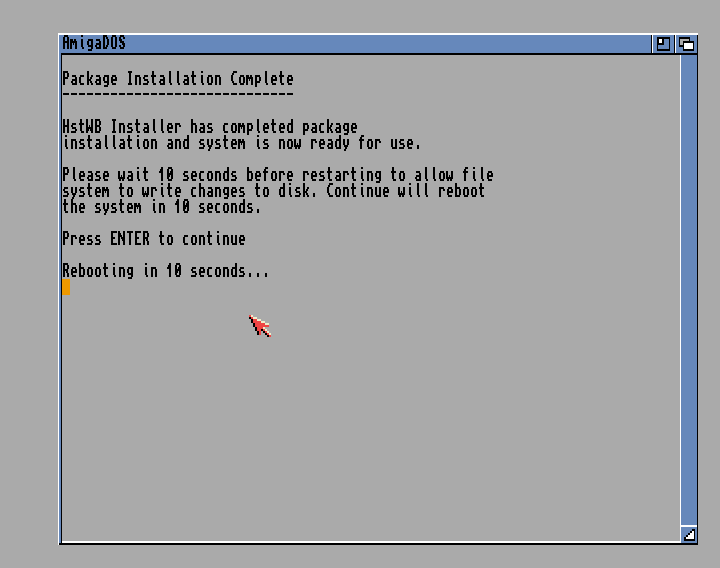 AmigaDOS
Package Installation Complete
-----------------------------
HstWB Installer has completed package
installation and system is now ready for use.
Please wait 10 seconds before restarting to allow file
system to write changes to disk. Continue will reboot
the system in 10 seconds.
Press ENTER to continue
Rebooting in 10 seconds...